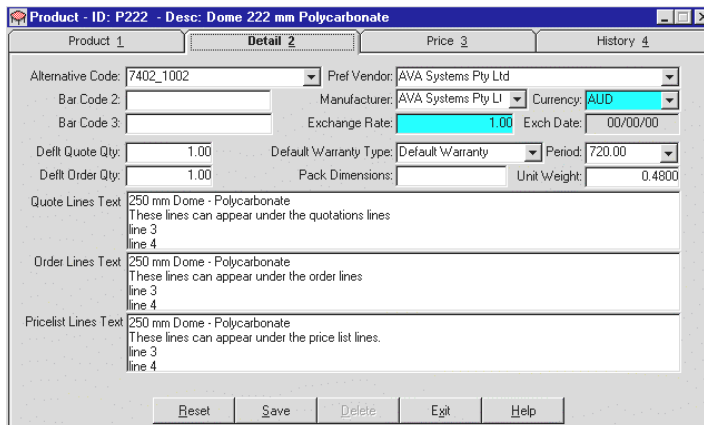 Product - ID: P222 - Desc: Dome 222 mm Polycarbonate
Product 1 Detail 2 Price 3 History 4
Alternative Code: 7402_1002 Pref Vendor: AVA Systems Pty Ltd
Bar Code 2: Manufacturer: AVA Systems Pty Lt Currency: AUD
Bar Code 3: Exchange Rate: 1.00 Exch Date: 00/00/00
Deflt Quote Qty: 1.00 Default Warranty Type: Default Warranty Period: 720.00
Deflt Order Qty: 1.00 Pack Dimensions: Unit Weight: 0.4800
Quote Lines Text 250 mm Dome - Polycarbonate
These lines can appear under the quotations lines
line 3
line 4
Order Lines Text 250 mm Dome - Polycarbonate
These lines can appear under the order lines
line 3
line 4
Pricelist Lines Text 250 mm Dome - Polycarbonate
These lines can appear under the price list lines.
line 3
line 4
Reset Save Delete Exit Help